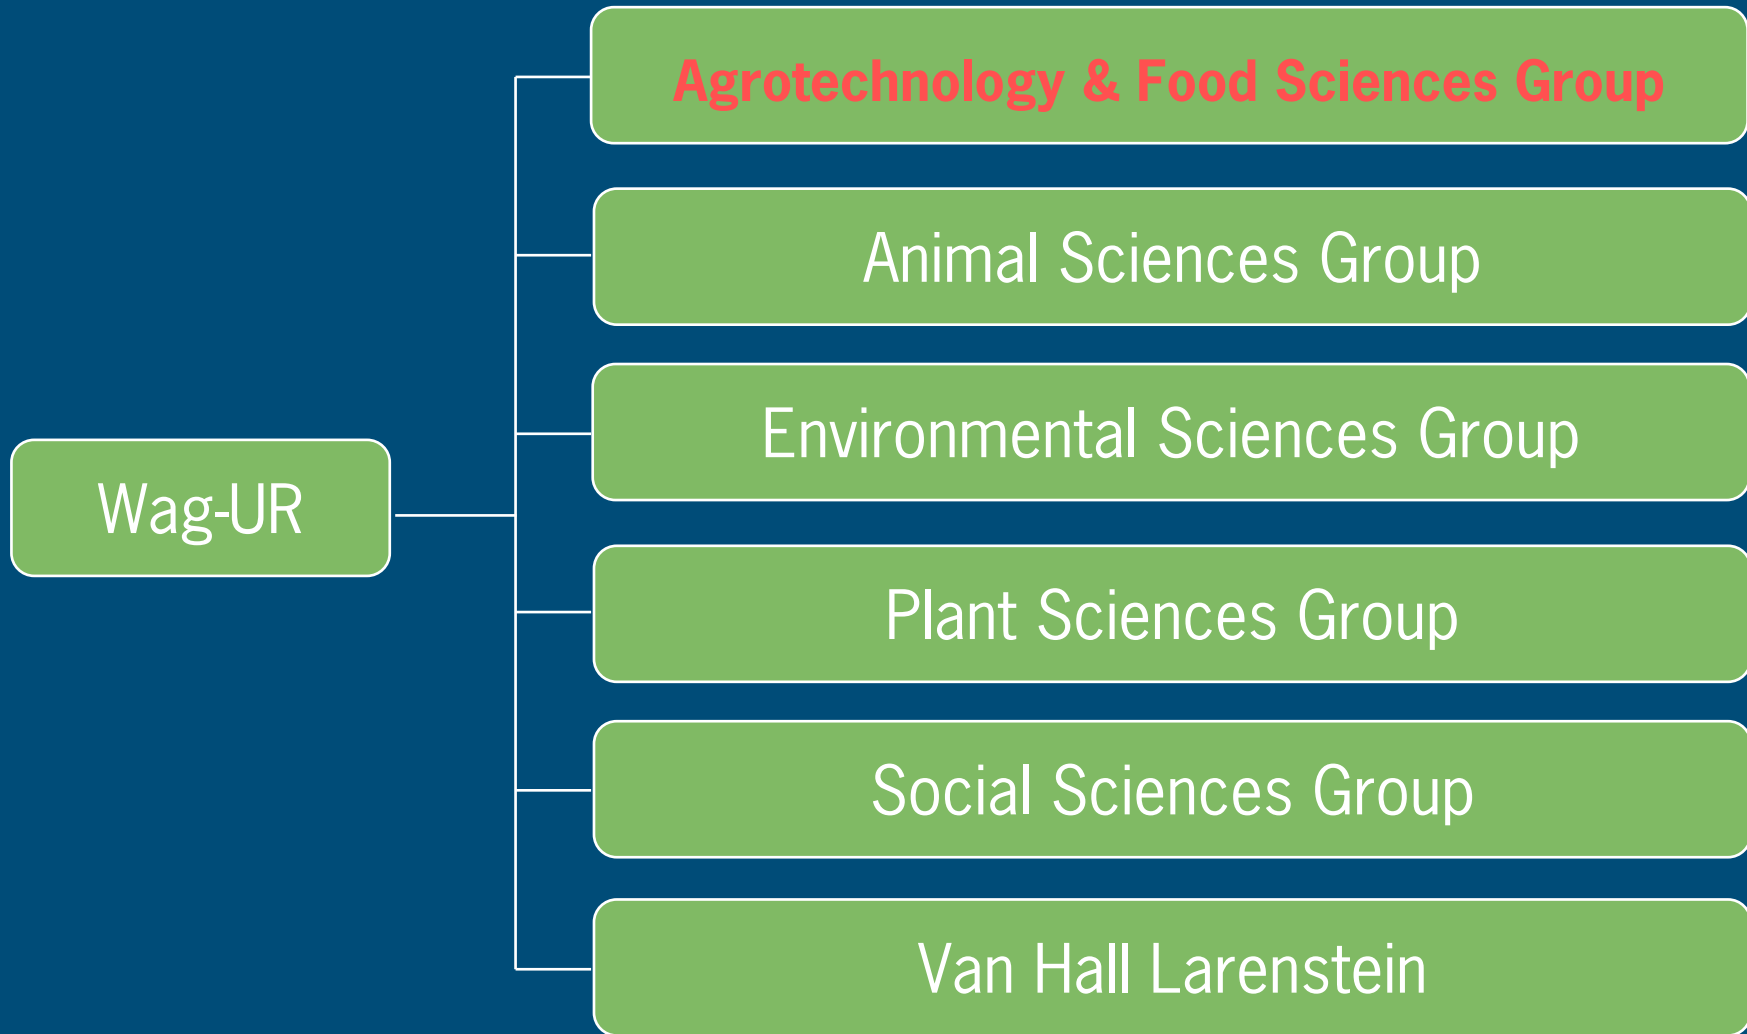 Agrotechnology & Food Sciences Group
Animal Sciences Group
Environmental Sciences Group
Wag-UR
Plant Sciences Group
Social Sciences Group
Van Hall Larenstein